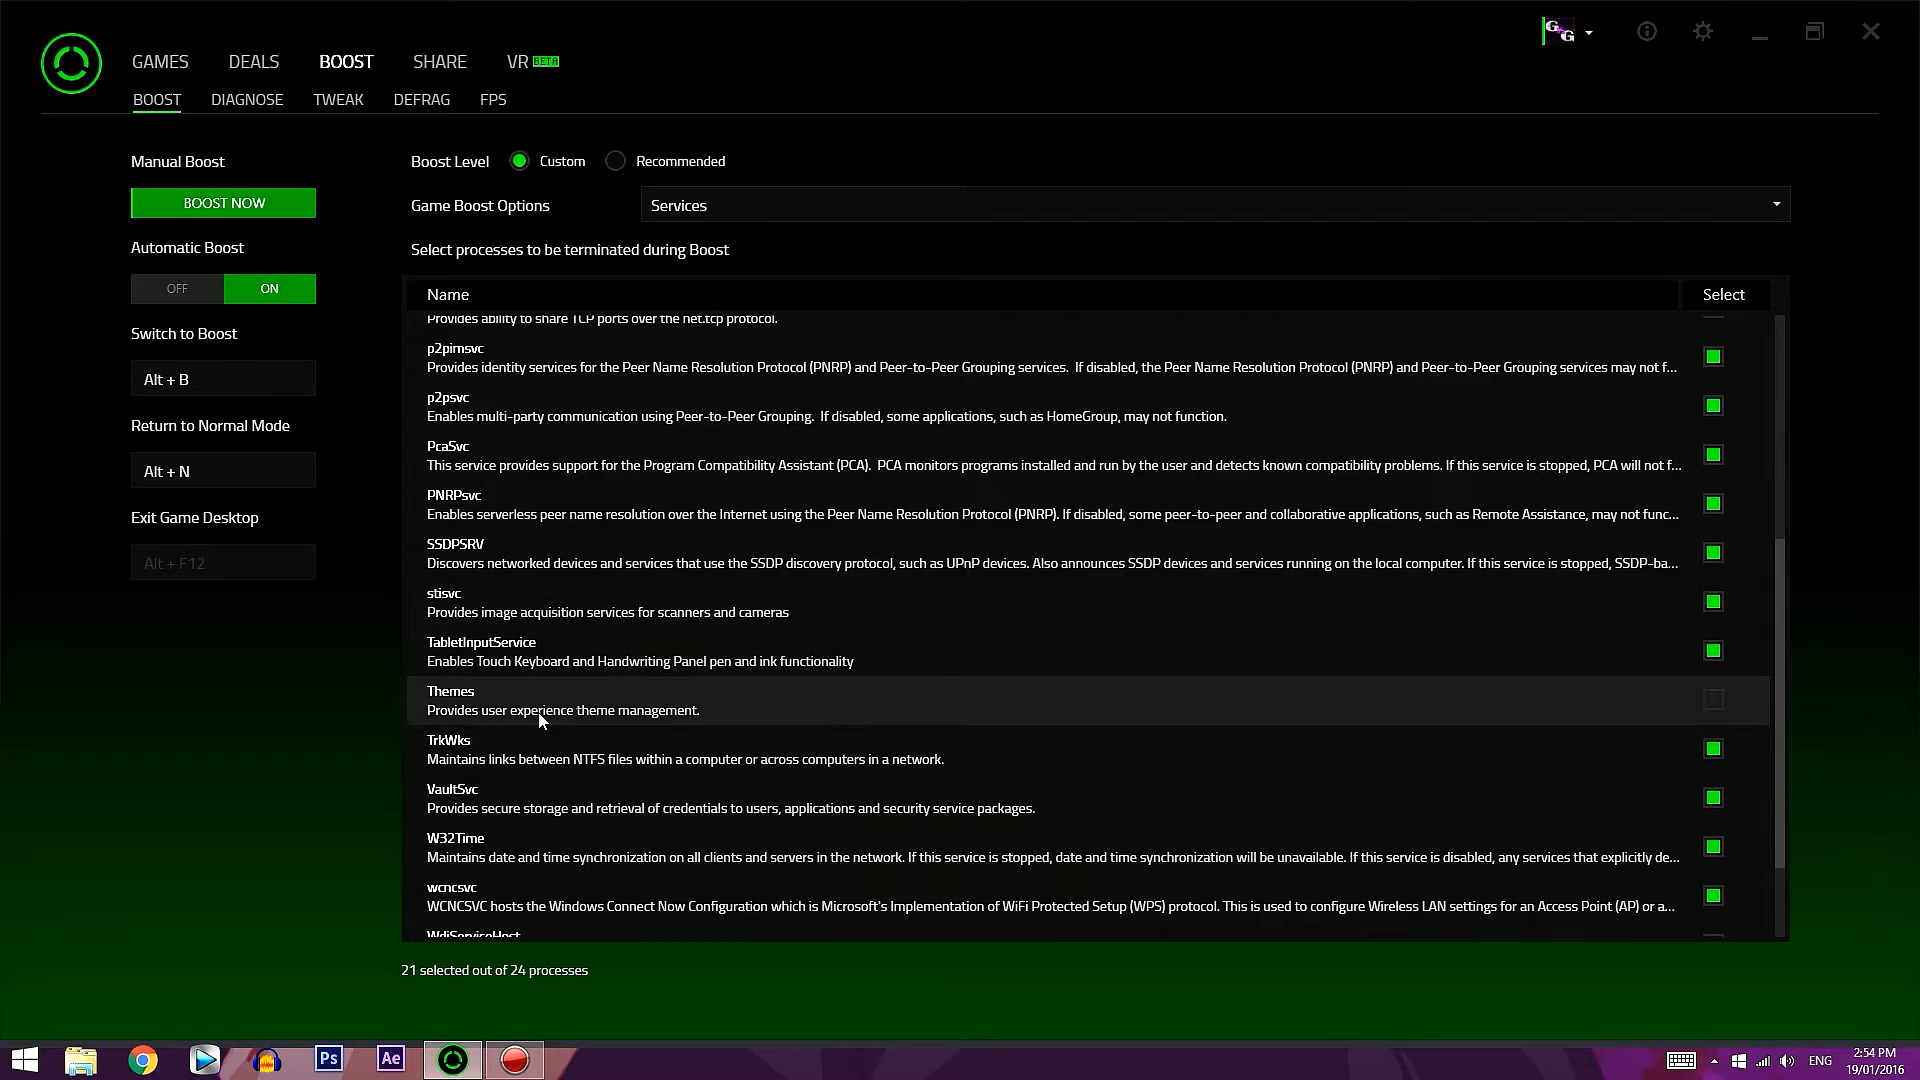 GAMES DEALS BOOST SHARE VR BETA
BOOST DIAGNOSE TWEAK DEFRAG FPS
Manual Boost
BOOST NOW
Automatic Boost
OFF ON
Switch to Boost
Alt + B
Return to Normal Mode
Alt + N
Exit Game Desktop
Alt + F12
Boost Level Custom Recommended
Game Boost Options Services
Select processes to be terminated during Boost
Name Select
Provides ability to share TCP ports over the net.tcp protocol.
p2pimsvc
Provides identity services for the Peer Name Resolution Protocol (PNRP) and Peer-to-Peer Grouping services. If disabled, the Peer Name Resolution Protocol (PNRP) and Peer-to-Peer Grouping services may not f...
p2psvc
Enables multi-party communication using Peer-to-Peer Grouping. If disabled, some applications, such as HomeGroup, may not function.
PcaSvc
This service provides support for the Program Compatibility Assistant (PCA). PCA monitors programs installed and run by the user and detects known compatibility problems. If this service is stopped, PCA will not f...
PNRPsvc
Enables serverless peer name resolution over the Internet using the Peer Name Resolution Protocol (PNRP). If disabled, some peer-to-peer and collaborative applications, such as Remote Assistance, may not func...
SSDPSRV
Discovers networked devices and services that use the SSDP discovery protocol, such as UPnP devices. Also announces SSDP devices and services running on the local computer. If this service is stopped, SSDP-ba...
stisvc
Provides image acquisition services for scanners and cameras
TabletInputService
Enables Touch Keyboard and Handwriting Panel pen and ink functionality
Themes
Provides user experience theme management.
TrkWks
Maintains links between NTFS files within a computer or across computers in a network.
VaultSvc
Provides secure storage and retrieval of credentials to users, applications and security service packages.
W32Time
Maintains date and time synchronization on all clients and servers in the network. If this service is stopped, date and time synchronization will be unavailable. If this service is disabled, any services that explicitly de...
wcncsvc
WCNCSVC hosts the Windows Connect Now Configuration which is Microsoft's Implementation of WiFi Protected Setup (WPS) protocol. This is used to configure Wireless LAN settings for an Access Point (AP) or a...
WdiServiceHost
21 selected out of 24 processes
Ps Ae ENG 2:54 PM
19/01/2016